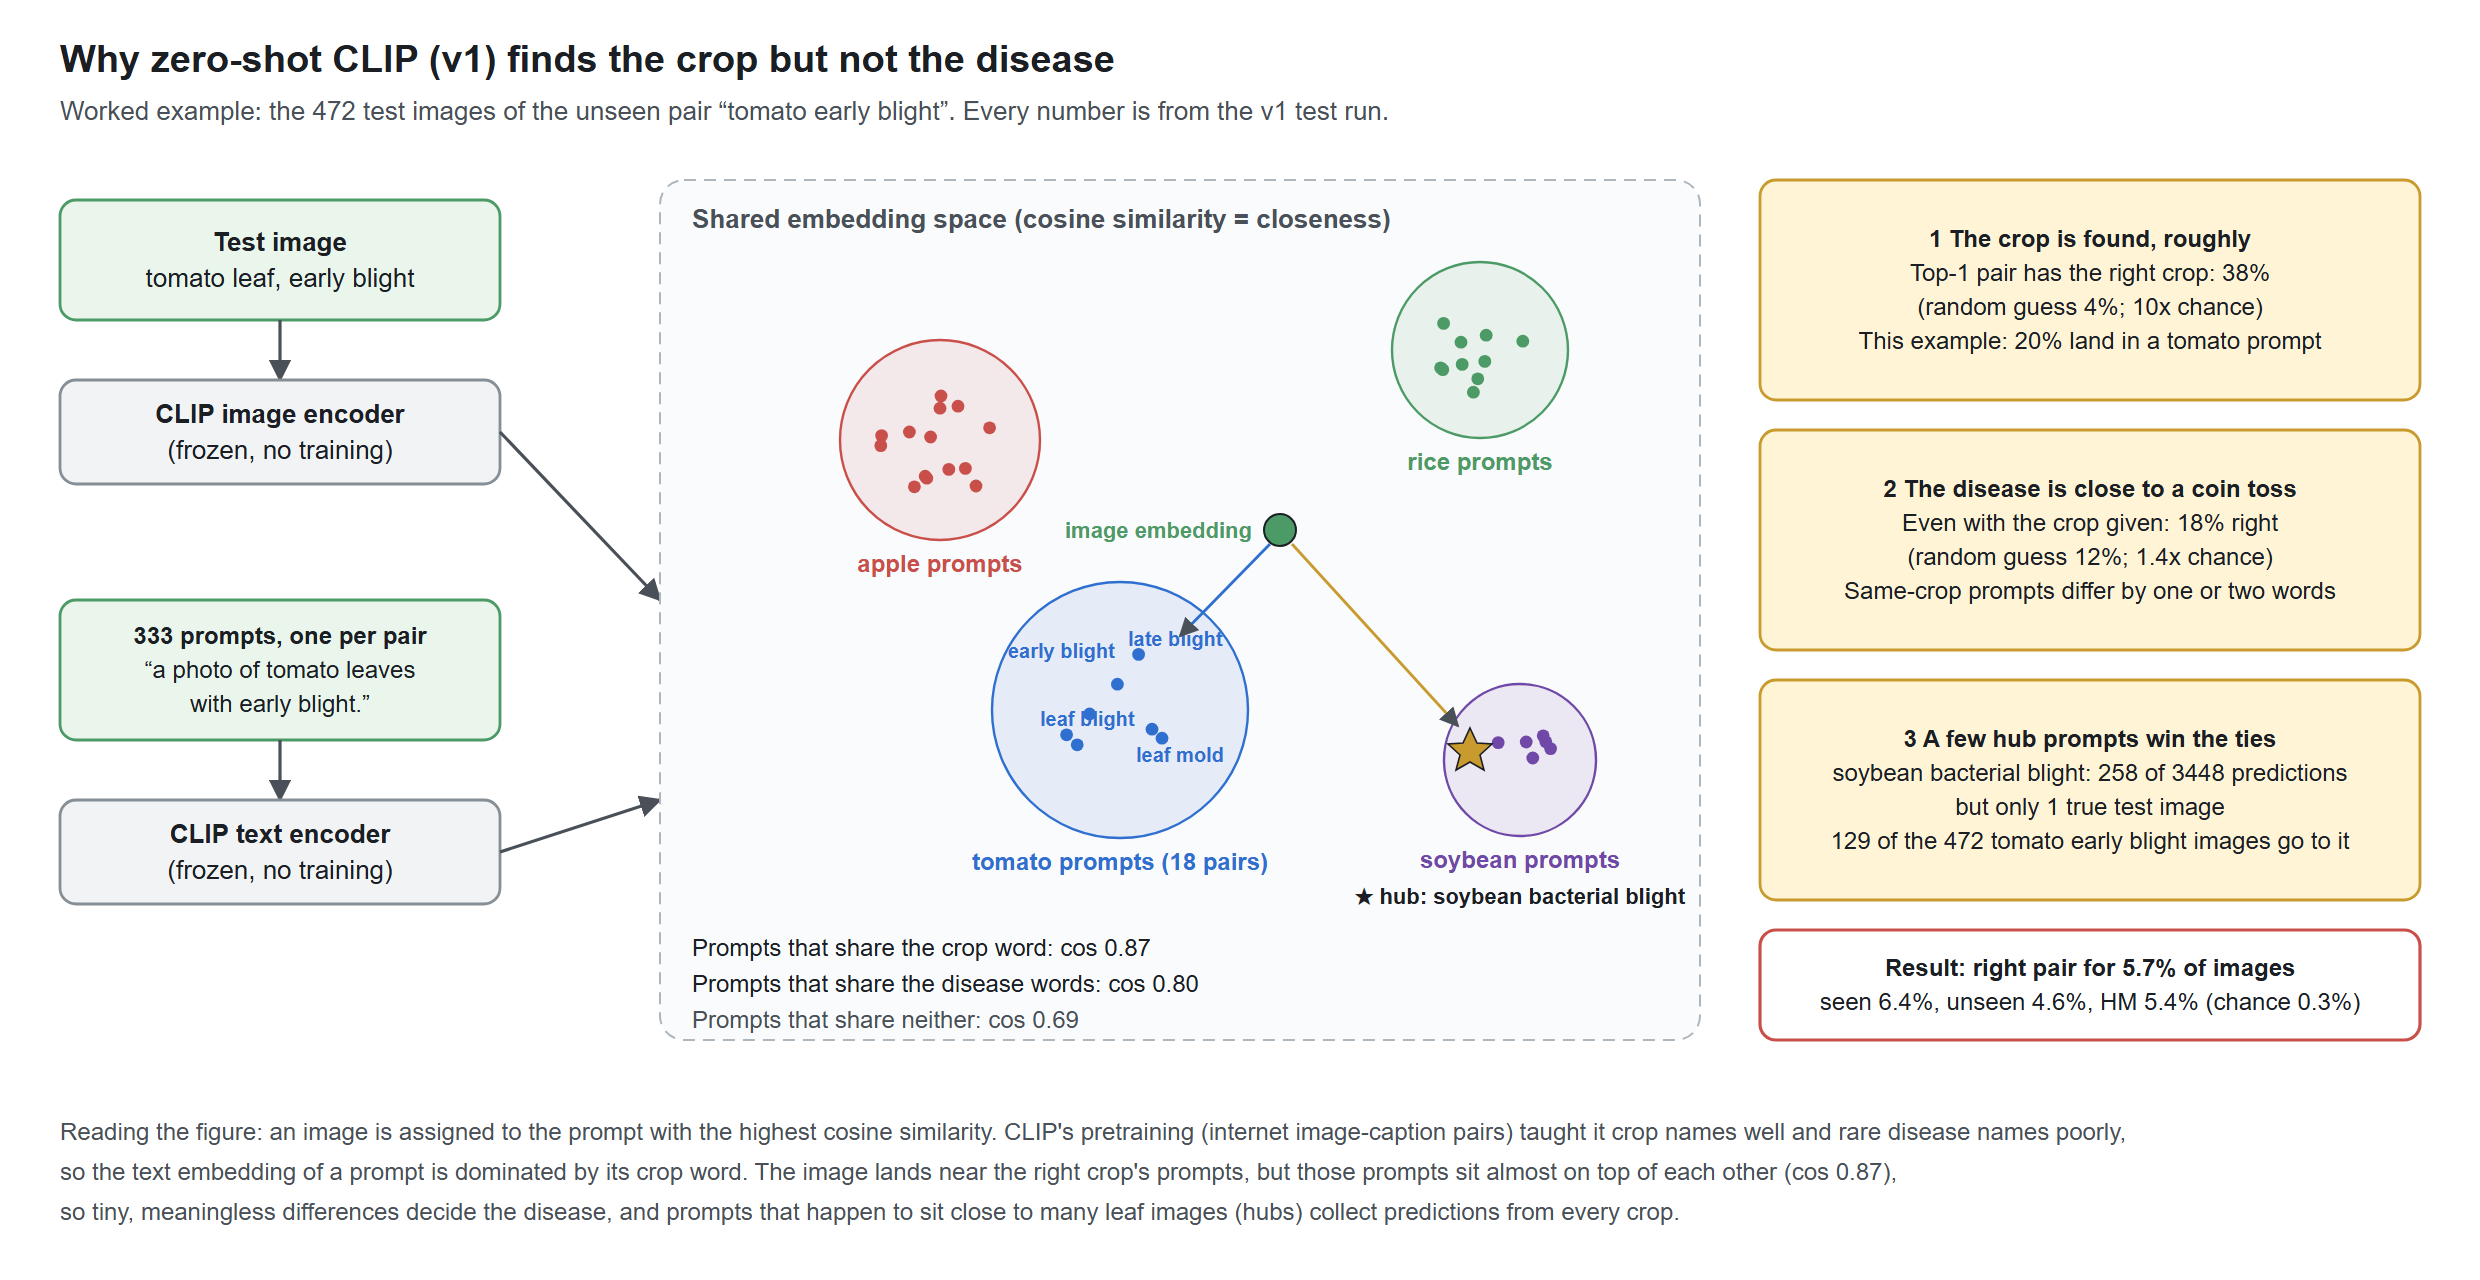 Why zero-shot CLIP (v1) finds the crop but not the disease
Worked example: the 472 test images of the unseen pair “tomato early blight”. Every number is from the v1 test run.
Test image
tomato leaf, early blight
CLIP image encoder
(frozen, no training)
333 prompts, one per pair
“a photo of tomato leaves
with early blight.”
CLIP text encoder
(frozen, no training)
Shared embedding space (cosine similarity = closeness)
rice prompts
apple prompts
image embedding
early blight
late blight
leaf blight
leaf mold
tomato prompts (18 pairs)
soybean prompts
★ hub: soybean bacterial blight
Prompts that share the crop word: cos 0.87
Prompts that share the disease words: cos 0.80
Prompts that share neither: cos 0.69
1 The crop is found, roughly
Top-1 pair has the right crop: 38%
(random guess 4%; 10x chance)
This example: 20% land in a tomato prompt
2 The disease is close to a coin toss
Even with the crop given: 18% right
(random guess 12%; 1.4x chance)
Same-crop prompts differ by one or two words
3 A few hub prompts win the ties
soybean bacterial blight: 258 of 3448 predictions
but only 1 true test image
129 of the 472 tomato early blight images go to it
Result: right pair for 5.7% of images
seen 6.4%, unseen 4.6%, HM 5.4% (chance 0.3%)
Reading the figure: an image is assigned to the prompt with the highest cosine similarity. CLIP's pretraining (internet image-caption pairs) taught it crop names well and rare disease names poorly,
so the text embedding of a prompt is dominated by its crop word. The image lands near the right crop's prompts, but those prompts sit almost on top of each other (cos 0.87),
so tiny, meaningless differences decide the disease, and prompts that happen to sit close to many leaf images (hubs) collect predictions from every crop.